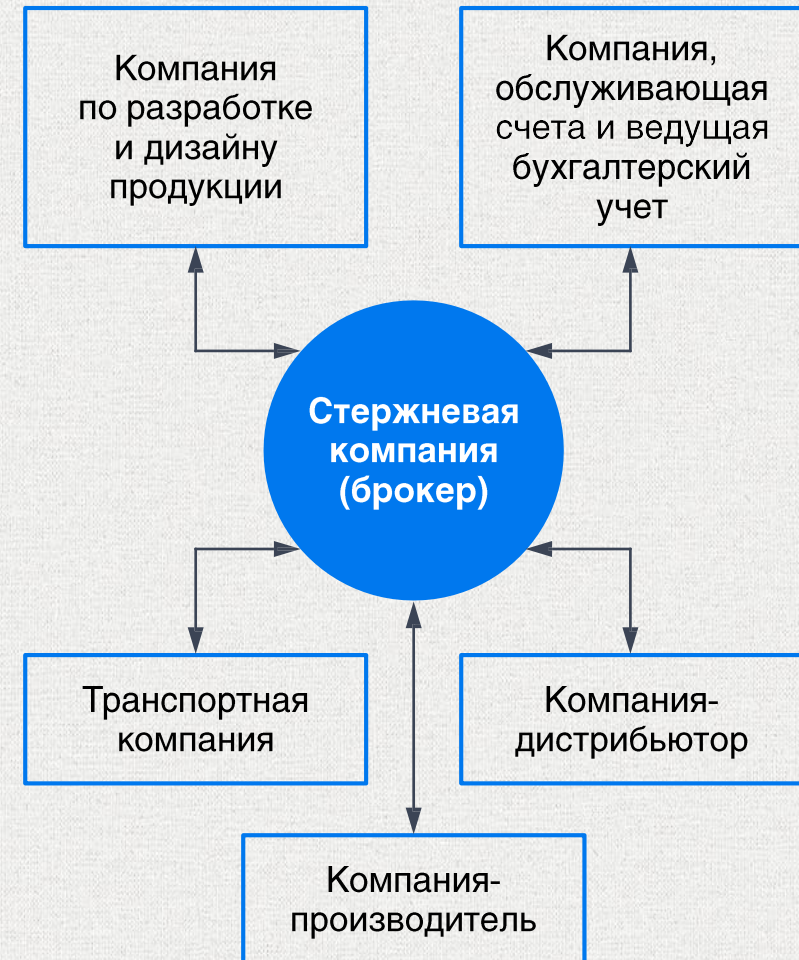 Компания
по разработке
и дизайну
продукции
Компания,
обслуживающая
счета и ведущая
бухгалтерский
учет
Стержневая
компания
(брокер)
Транспортная
компания
Компания-
дистрибьютор
Компания-
производитель